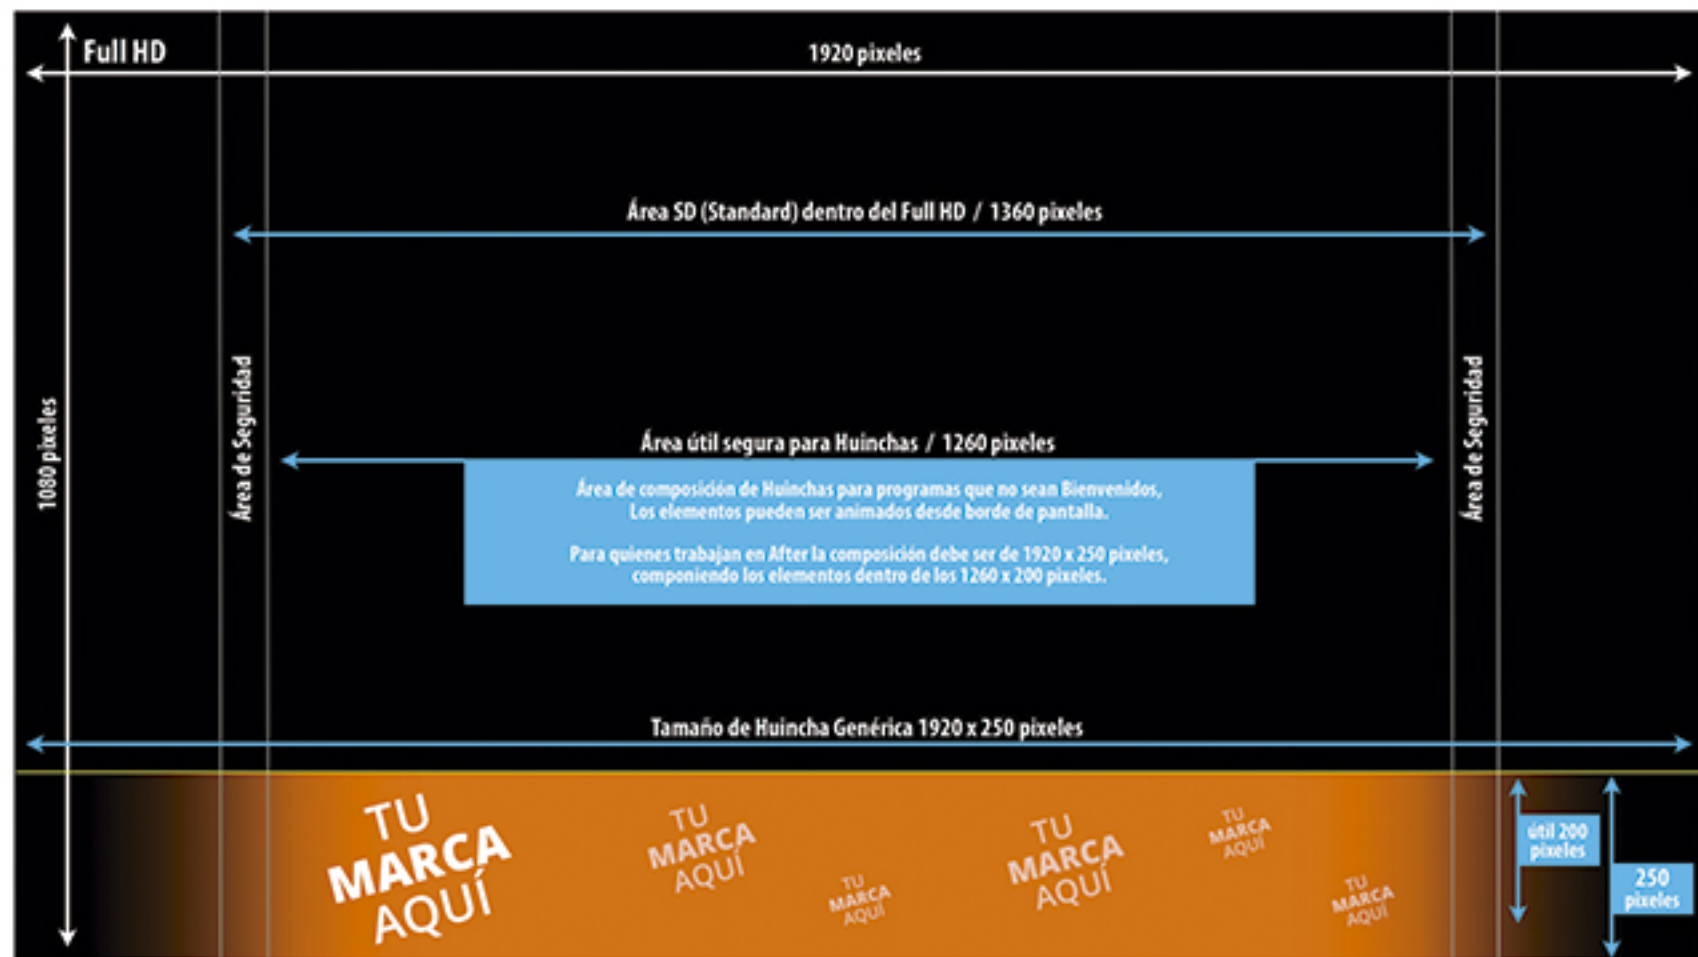 Full HD
1920 pixeles
Área SD (Standard) dentro del Full HD / 1360 pixeles
1080 pixeles
Área de Seguridad
Área de Seguridad
Área útil segura para Huinchas / 1260 pixeles
Área de composición de Huinchas para programas que no sean Bienvenidos,
Los elementos pueden ser animados desde borde de pantalla.
Para quienes trabajan en After la composición debe ser de 1920 x 250 pixeles,
componiendo los elementos dentro de los 1260 x 200 pixeles.
Tamaño de Huincha Genérica 1920 x 250 pixeles
TU
MARCA
AQUÍ
TU
MARCA
AQUÍ
TU
MARCA
AQUÍ
TU
MARCA
AQUÍ
TU
MARCA
AQUÍ
TU
MARCA
AQUÍ
útil 200
pixeles
250
pixeles